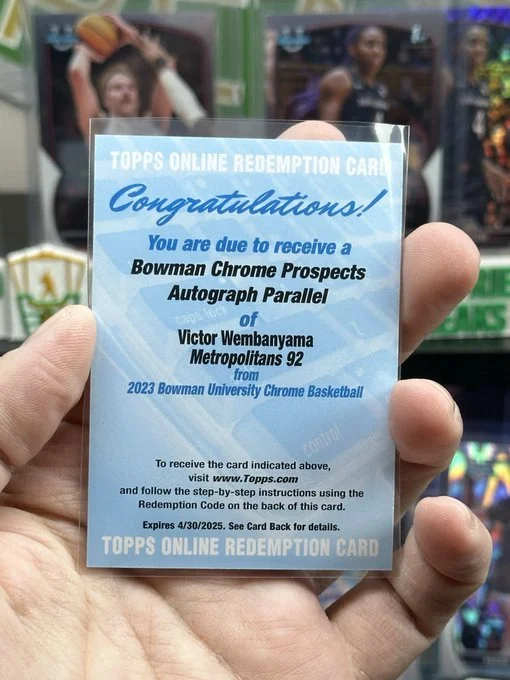 TOPPS ONLINE REDEMPTION CARD
Congratulations!
You are due to receive a
Bowman Chrome Prospects
Autograph Parallel
of
Victor Wembanyama
Metropolitans 92
from
2023 Bowman University Chrome Basketball
caps lock
control
To receive the card indicated above,
visit www.Topps.com
and follow the step-by-step instructions using the
Redemption Code on the back of this card.
Expires 4/30/2025. See Card Back for details.
TOPPS ONLINE REDEMPTION CARD